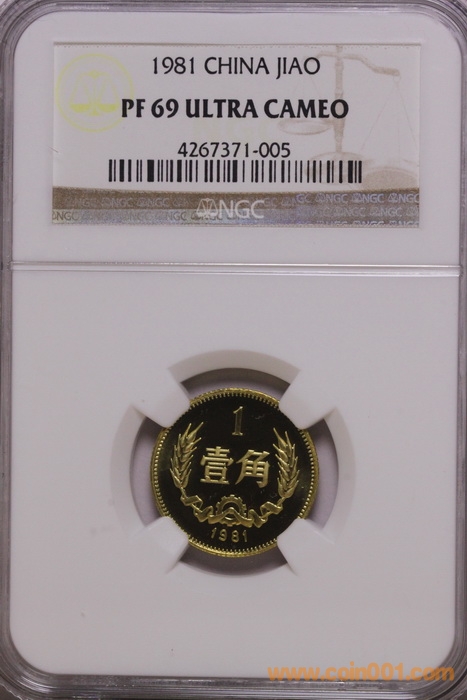 1981 CHINA JIAO
PF 69 ULTRA CAMEO
4267371-005
NGC
1
壹角
1981
www.coin001.com